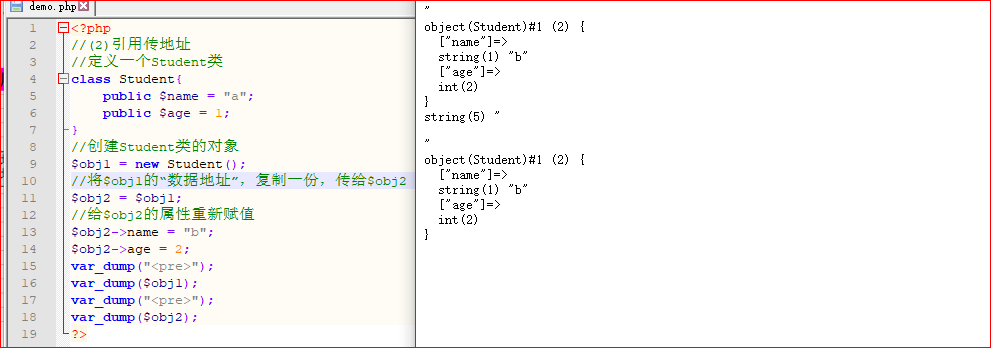 demo.php
1 <?php
2 //(2)引用传地址
3 //定义一个Student类
4 class Student{
5 public $name = "a";
6 public $age = 1;
7 }
8 //创建Student类的对象
9 $obj1 = new Student();
10 //将$obj1的“数据地址”，复制一份，传给$obj2
11 $obj2 = $obj1;
12 //给$obj2的属性重新赋值
13 $obj2->name = "b";
14 $obj2->age = 2;
15 var_dump("<pre>");
16 var_dump($obj1);
17 var_dump("<pre>");
18 var_dump($obj2);
19 ?>
"
object(Student)#1 (2) {
["name"]=>
string(1) "b"
["age"]=>
int(2)
}
string(5) "
"
object(Student)#1 (2) {
["name"]=>
string(1) "b"
["age"]=>
int(2)
}